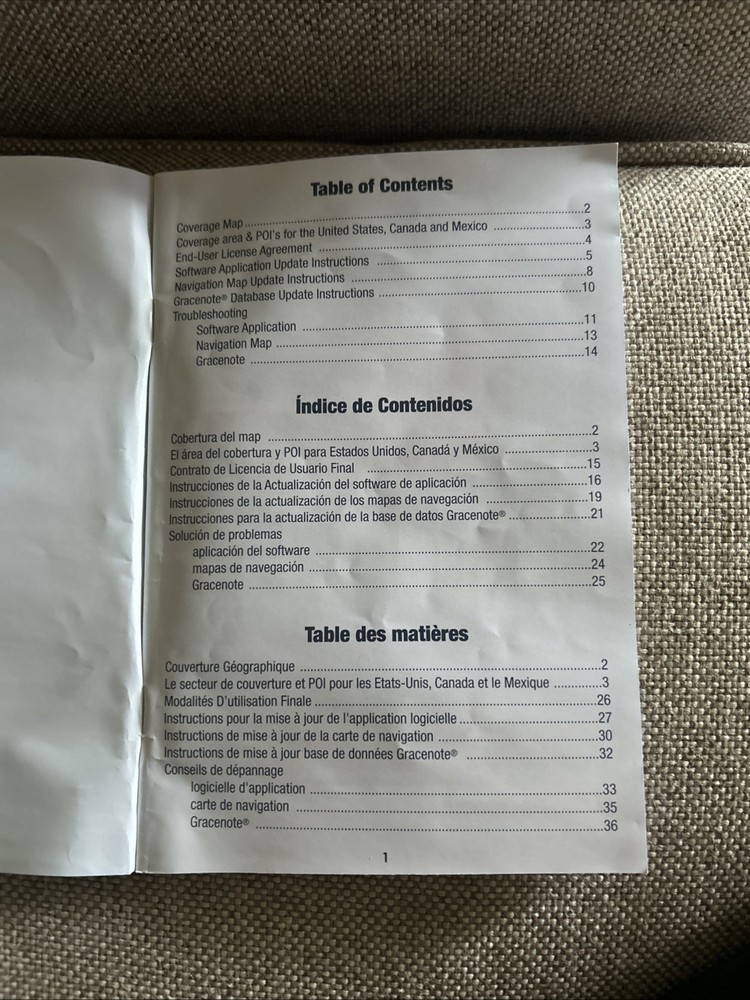 Table of Contents
Coverage Map ... 2
Coverage area & POI's for the United States, Canada and Mexico ... 3
End-User License Agreement ... 4
Software Application Update Instructions ... 5
Navigation Map Update Instructions ... 8
Gracenote® Database Update Instructions ... 10
Troubleshooting
Software Application ... 11
Navigation Map ... 13
Gracenote ... 14
Índice de Contenidos
Cobertura del map ... 2
El área del cobertura y POI para Estados Unidos, Canadá y México ... 3
Contrato de Licencia de Usuario Final ... 15
Instrucciones de la Actualización del software de aplicación ... 16
Instrucciones de la actualización de los mapas de navegación ... 19
Instrucciones para la actualización de la base de datos Gracenote® ... 21
Solución de problemas
aplicación del software ... 22
mapas de navegación ... 24
Gracenote ... 25
Table des matières
Couverture Géographique ... 2
Le secteur de couverture et POI pour les Etats-Unis, Canada et le Mexique ... 3
Modalités D'utilisation Finale ... 26
Instructions pour la mise à jour de l'application logicielle ... 27
Instructions de mise à jour de la carte de navigation ... 30
Instructions de mise à jour base de données Gracenote® ... 32
Conseils de dépannage
logicielle d'application ... 33
carte de navigation ... 35
Gracenote® ... 36
1